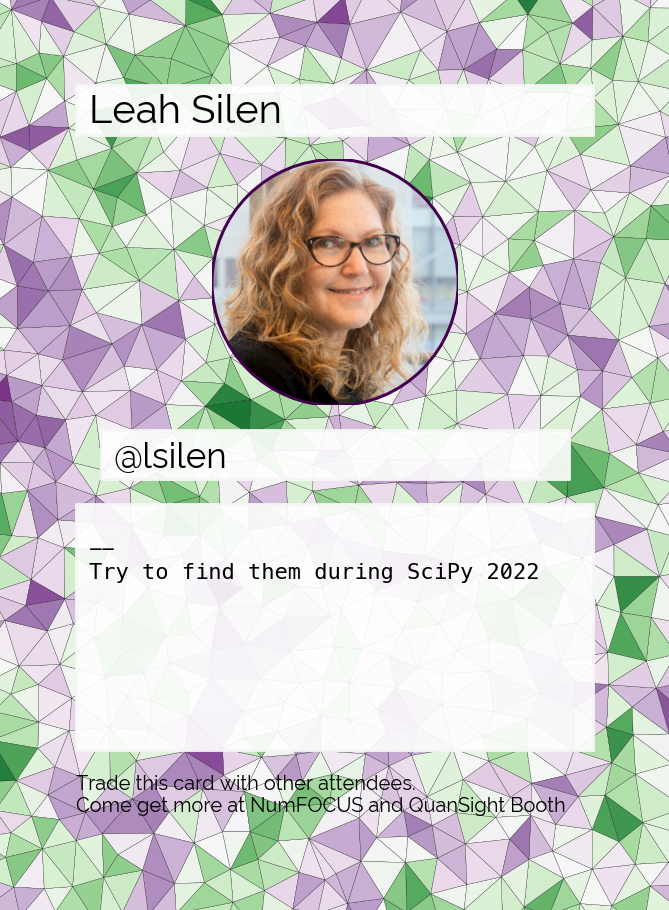 Leah Silen
@lsilen
__
Try to find them during SciPy 2022
Trade this card with other attendees.
Come get more at NumFOCUS and QuanSight Booth